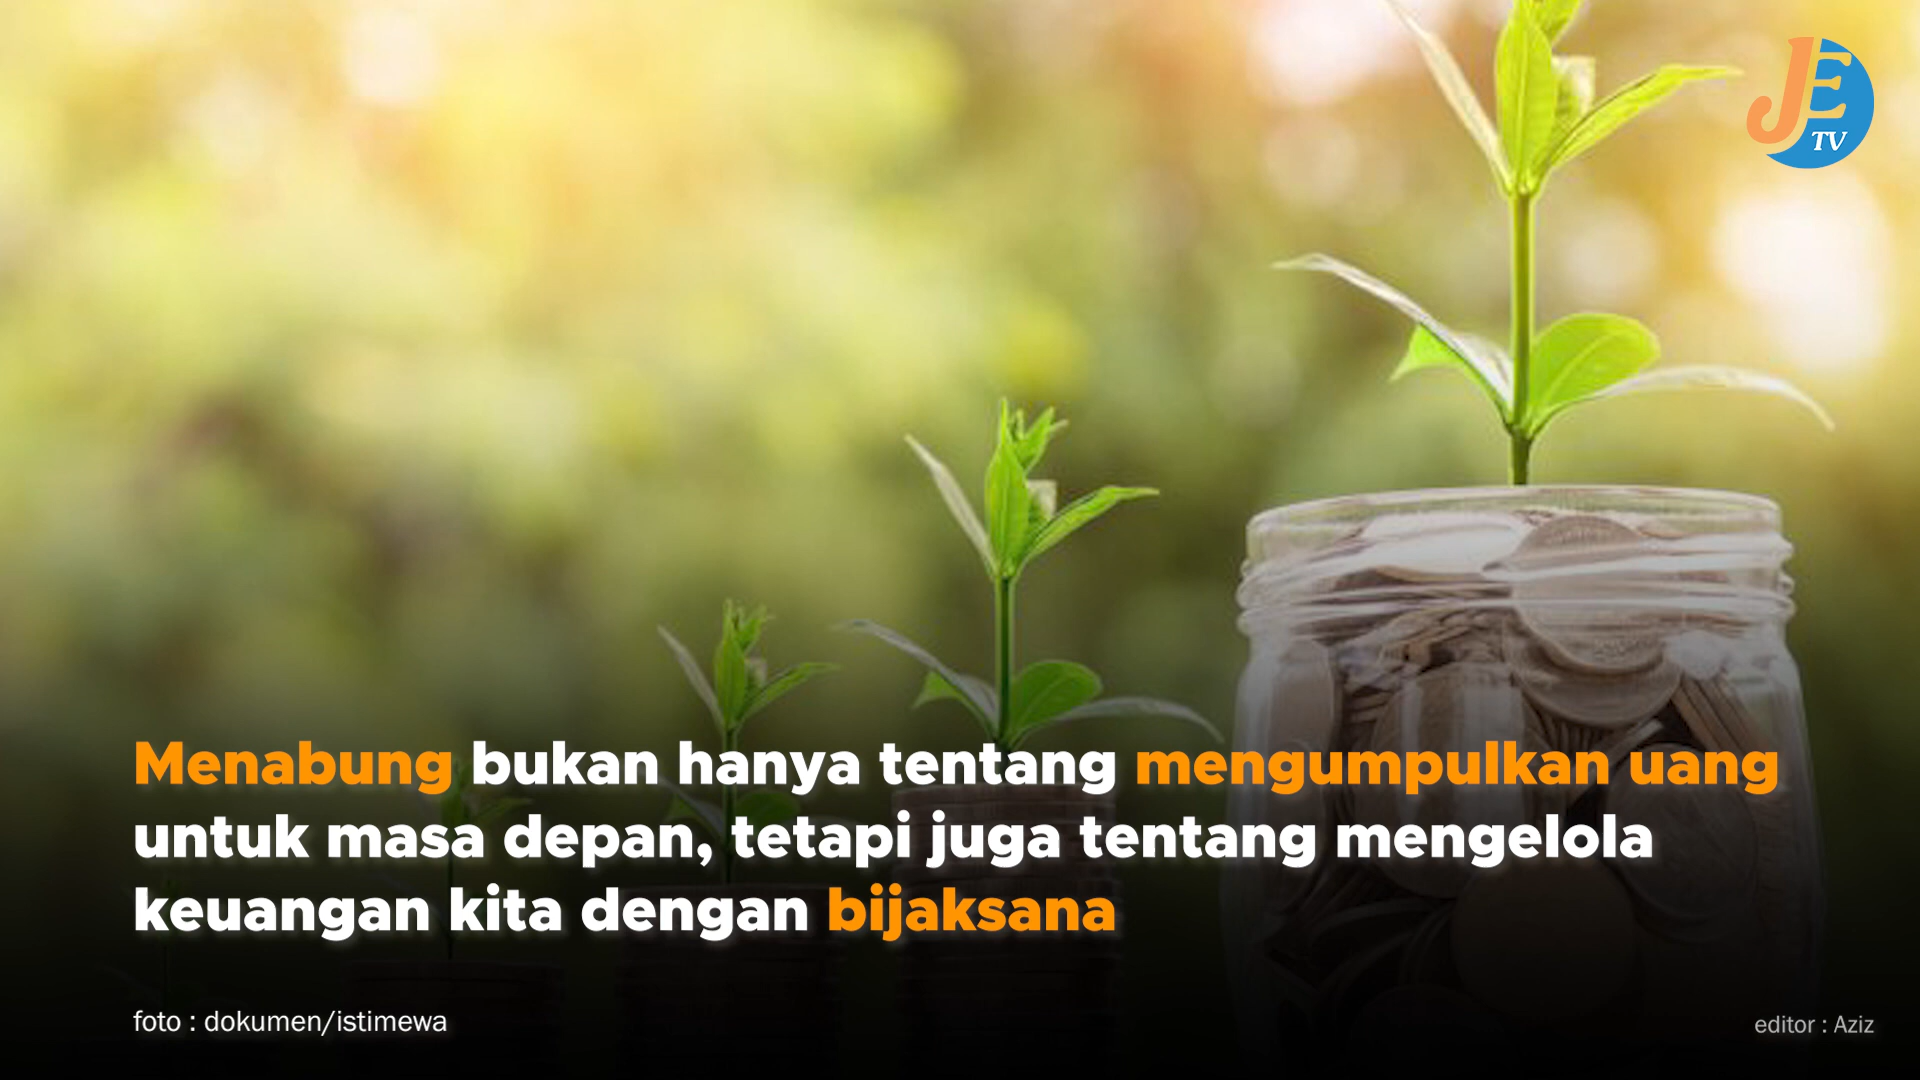 JE
TV
Menabung bukan hanya tentang mengumpulkan uang
untuk masa depan, tetapi juga tentang mengelola
keuangan kita dengan bijaksana
foto : dokumen/istimewa
editor : Aziz